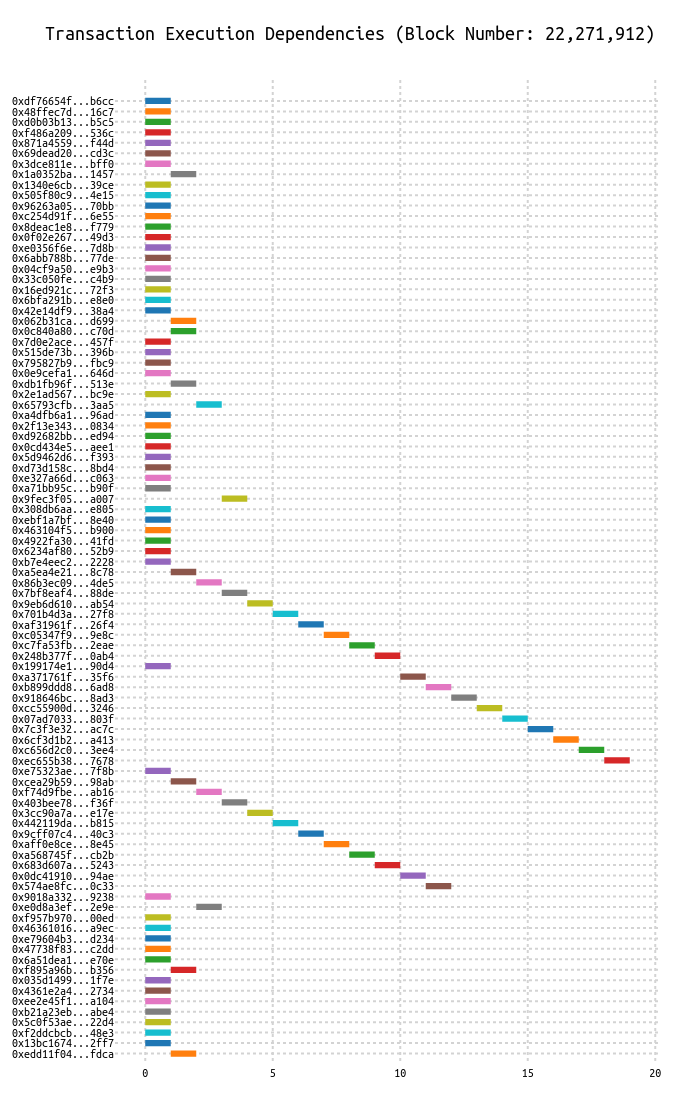 Transaction Execution Dependencies (Block Number: 22,271,912)
0xdf76654f...b6cc
0x48ffec7d...16c7
0xd0b03b13...b5c5
0xf486a209...536c
0x871a4559...f44d
0x69dead20...cd3c
0x3dce811e...bff0
0x1a0352ba...1457
0x1340e6cb...39ce
0x505f80c9...4e15
0x96263a05...70bb
0xc254d91f...6e55
0x8deac1e8...f779
0x0f02e267...49d3
0xe0356f6e...7d8b
0x6abb788b...77de
0x04cf9a50...e9b3
0x33c050fe...c4b9
0x16ed921c...72f3
0x6bfa291b...e8e0
0x42e14df9...38a4
0x062b31ca...d699
0x0c840a80...c70d
0x7d0e2ace...457f
0x515de73b...396b
0x795827b9...fbc9
0x0e9cefa1...646d
0xdb1fb96f...513e
0x2e1ad567...bc9e
0x65793cfb...3aa5
0xa4dfb6a1...96ad
0x2f13e343...0834
0xd92682bb...ed94
0x0cd434e5...aee1
0x5d9462d6...f393
0xd73d158c...8bd4
0xe327a66d...c063
0xa71bb95c...b90f
0x9fec3f05...a007
0x308db6aa...e805
0xebf1a7bf...8e40
0x463104f5...b900
0x4922fa30...41fd
0x6234af80...52b9
0xb7e4eec2...2228
0xa5ea4e21...8c78
0x86b3ec09...4de5
0x7bf8eaf4...88de
0x9eb6d610...ab54
0x701b4d3a...27f8
0xaf31961f...26f4
0xc05347f9...9e8c
0xc7fa53fb...2eae
0x248b377f...0ab4
0x199174e1...90d4
0xa371761f...35f6
0xb899ddd8...6ad8
0x918646bc...8ad3
0xcc55900d...3246
0x07ad7033...803f
0x7c3f3e32...ac7c
0x6cf3d1b2...a413
0xc656d2c0...3ee4
0xec655b38...7678
0xe75323ae...7f8b
0xcea29b59...98ab
0xf74d9fbe...ab16
0x403bee78...f36f
0x3cc90a7a...e17e
0x442119da...b815
0x9cff07c4...40c3
0xaff0e8ce...8e45
0xa568745f...cb2b
0x683d607a...5243
0x0dc41910...94ae
0x574ae8fc...0c33
0x9018a332...9238
0xe0d8a3ef...2e9e
0xf957b970...00ed
0x46361016...a9ec
0xe79604b3...d234
0x47738f83...c2dd
0x6a51dea1...e70e
0xf895a96b...b356
0x035d1499...1f7e
0x4361e2a4...2734
0xee2e45f1...a104
0xb21a23eb...abe4
0x5c0f53ae...22d4
0xf2ddcbcb...48e3
0x13bc1674...2ff7
0xedd11f04...fdca
0 5 10 15 20